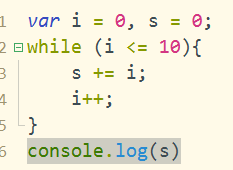 1 var i = 0, s = 0;
2 while (i <= 10){
3 s += i;
4 i++;
5 }
6 console.log(s)